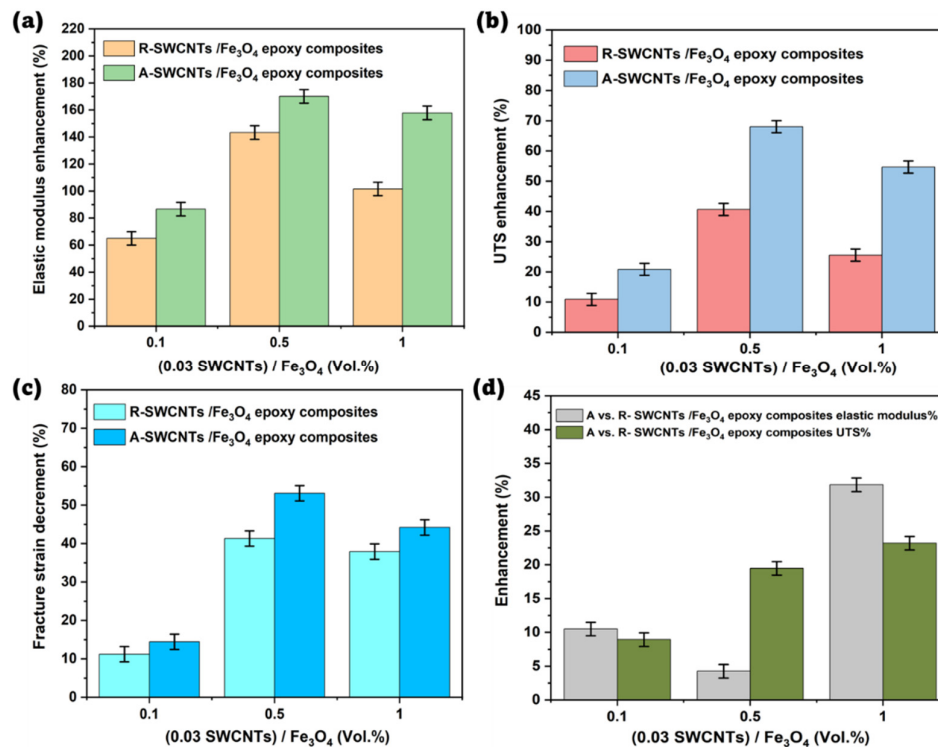 (a)
220
200
180
160
140
120
100
80
60
40
20
0
Elastic modulus enhancement (%)
R-SWCNTs /Fe₃O₄ epoxy composites
A-SWCNTs /Fe₃O₄ epoxy composites
0.1 0.5 1
(0.03 SWCNTs) / Fe₃O₄ (Vol.%)
(b)
100
90
80
70
60
50
40
30
20
10
0
UTS enhancement (%)
R-SWCNTs /Fe₃O₄ epoxy composites
A-SWCNTs /Fe₃O₄ epoxy composites
0.1 0.5 1
(0.03 SWCNTs) / Fe₃O₄ (Vol.%)
(c)
80
70
60
50
40
30
20
10
0
Fracture strain decrement (%)
R-SWCNTs /Fe₃O₄ epoxy composites
A-SWCNTs /Fe₃O₄ epoxy composites
0.1 0.5 1
(0.03 SWCNTs) / Fe₃O₄ (Vol.%)
(d)
45
40
35
30
25
20
15
10
5
0
Enhancement (%)
A vs. R- SWCNTs /Fe₃O₄ epoxy composites elastic modulus%
A vs. R- SWCNTs /Fe₃O₄ epoxy composites UTS%
0.1 0.5 1
(0.03 SWCNTs) / Fe₃O₄ (Vol.%)